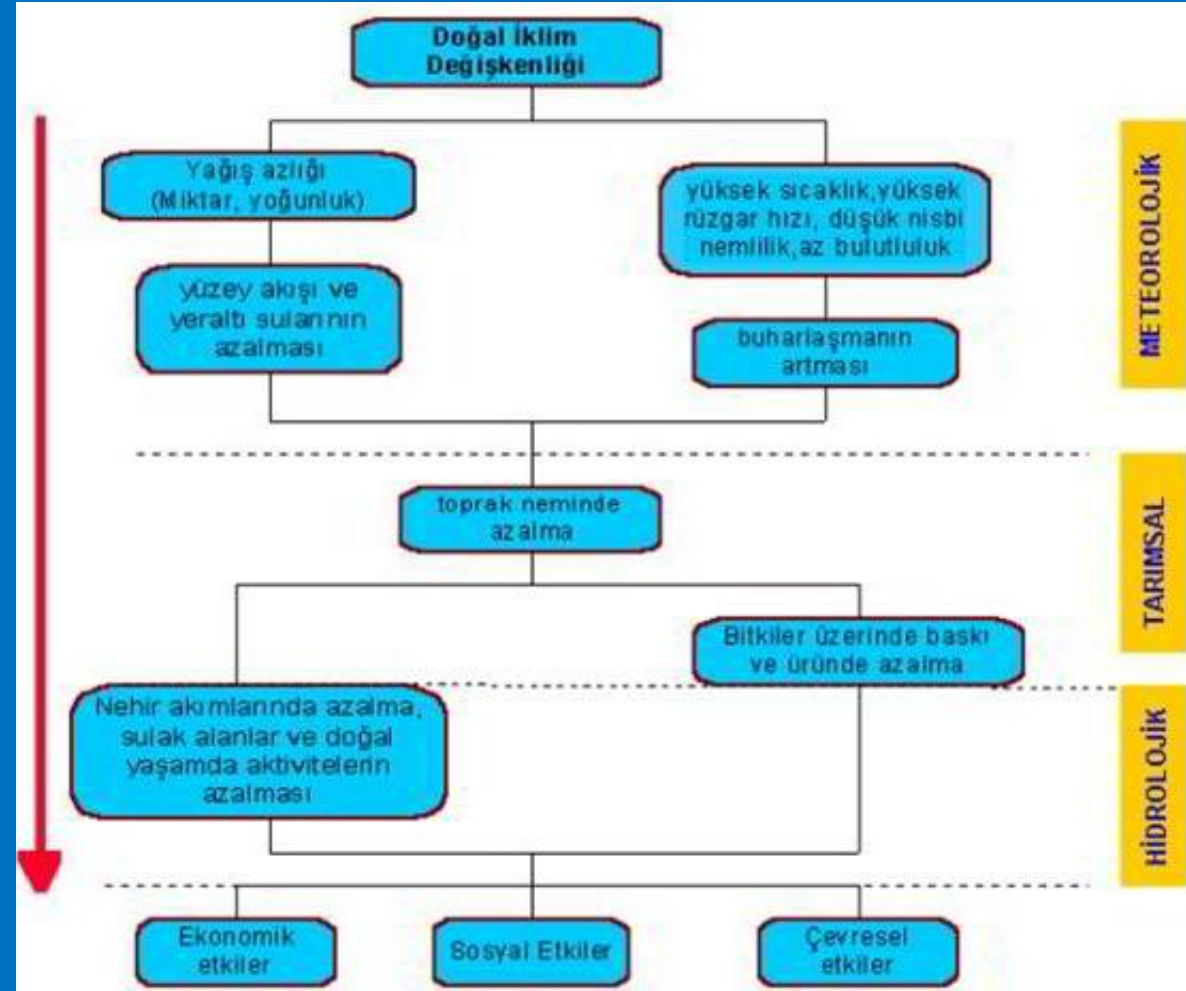 Doğal İklim
Değişkenliği
Yağış azlığı
(Miktar, yoğunluk)
yüksek sıcaklık,yüksek
rüzgar hızı, düşük nisbi
nemlilik,az bulutluluk
yüzey akışı ve
yeraltı sularının
azalması
buharlaşmanın
artması
METEOROLOJİK
toprak neminde
azalma
Bitkiler üzerinde baskı
ve üründe azalma
TARIMSAL
Nehir akımlarında azalma,
sulak alanlar ve doğal
yaşamda aktivitelerin
azalması
HİDROLOJİK
Ekonomik
etkiler
Sosyal Etkiler
Çevresel
etkiler